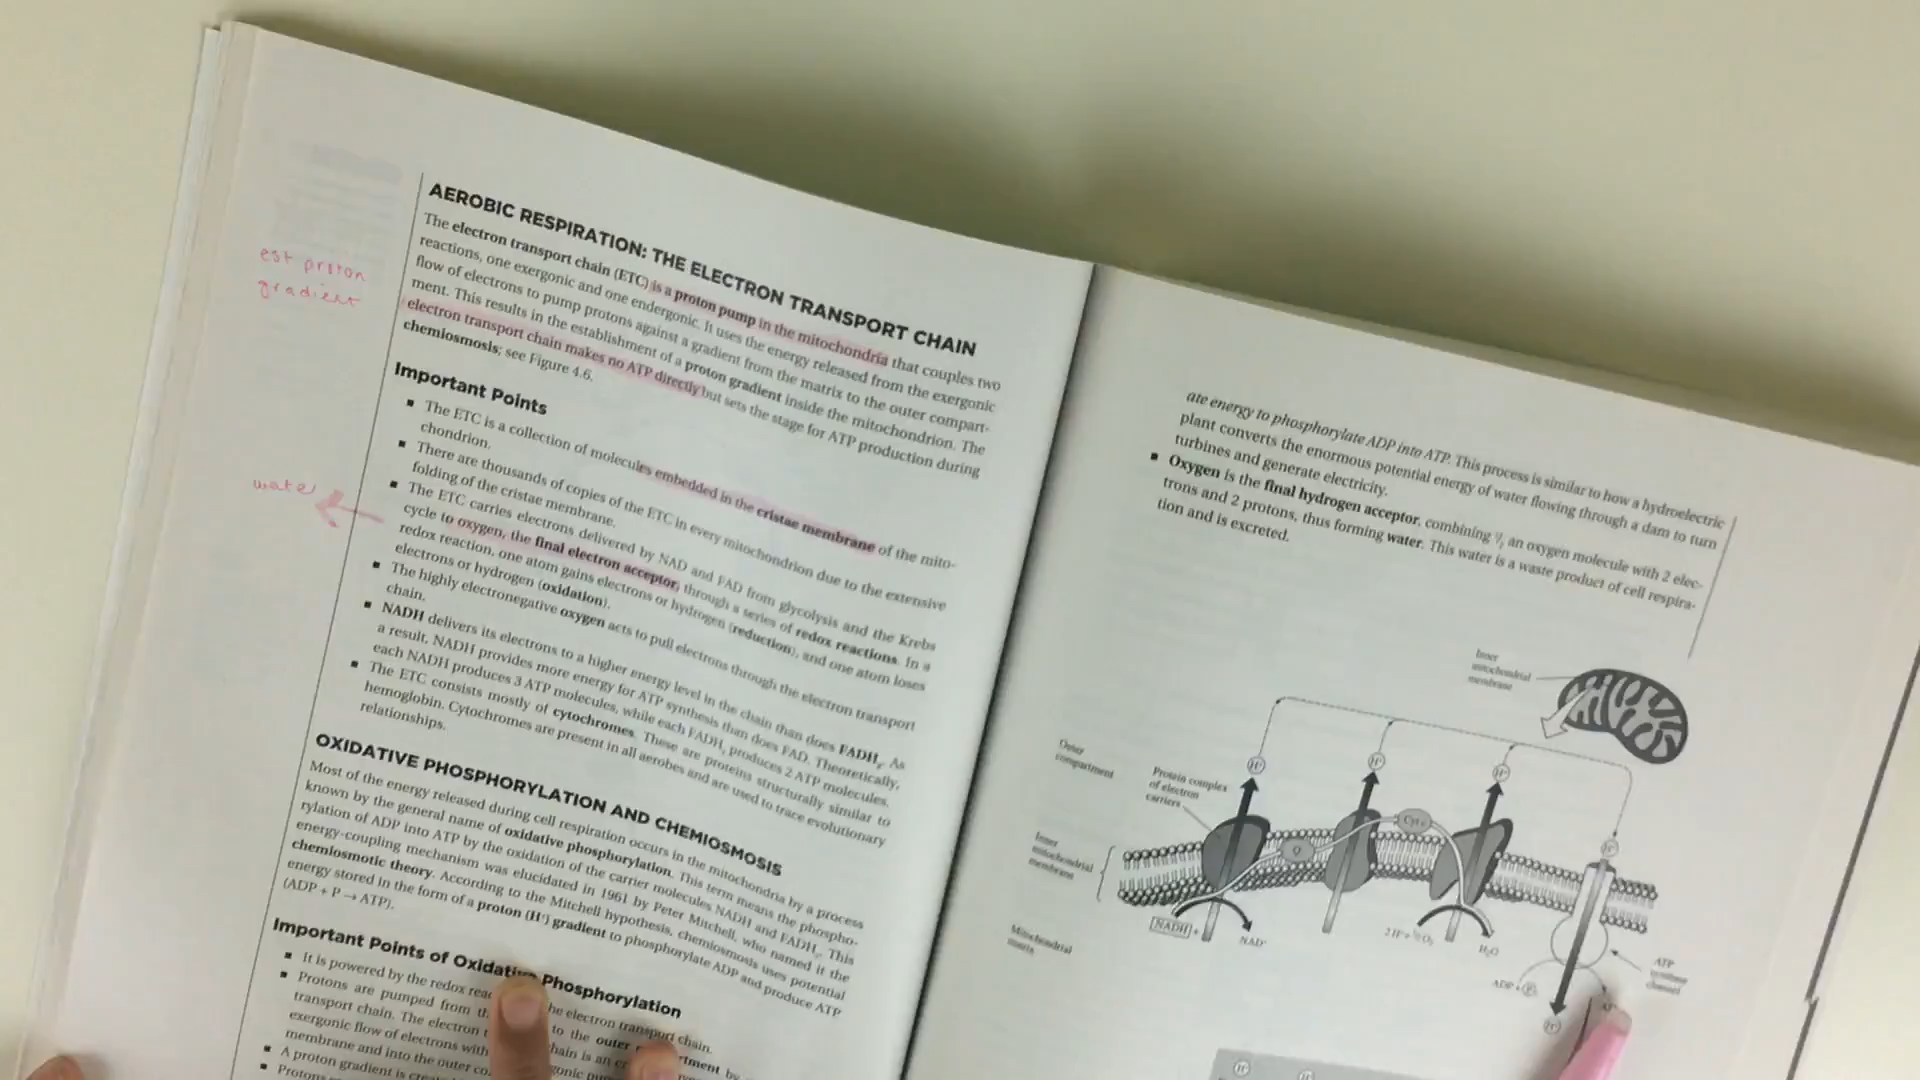 est proton
gradient
water
AEROBIC RESPIRATION: THE ELECTRON TRANSPORT CHAIN
The electron transport chain (ETC) is a proton pump in the mitochondria that couples two
reactions, one exergonic and one endergonic. It uses the energy released from the exergonic
flow of electrons to pump protons against a gradient from the matrix to the outer compart-
ment. This results in the establishment of a proton gradient inside the mitochondrion. The
electron transport chain makes no ATP directly but sets the stage for ATP production during
chemiosmosis; see Figure 4.6.
Important Points
▪ The ETC is a collection of molecules embedded in the cristae membrane of the mito-
chondrion.
▪ There are thousands of copies of the ETC in every mitochondrion due to the extensive
folding of the cristae membrane.
▪ The ETC carries electrons delivered by NAD and FAD from glycolysis and the Krebs
cycle to oxygen, the final electron acceptor, through a series of redox reactions. In a
redox reaction, one atom gains electrons or hydrogen (reduction), and one atom loses
electrons or hydrogen (oxidation).
▪ The highly electronegative oxygen acts to pull electrons through the electron transport
chain.
▪ NADH delivers its electrons to a higher energy level in the chain than does FADH₂. As
a result, NADH provides more energy for ATP synthesis than does FAD. Theoretically,
each NADH produces 3 ATP molecules, while each FADH₂ produces 2 ATP molecules.
▪ The ETC consists mostly of cytochromes. These are proteins structurally similar to
hemoglobin. Cytochromes are present in all aerobes and are used to trace evolutionary
relationships.
OXIDATIVE PHOSPHORYLATION AND CHEMIOSMOSIS
Most of the energy released during cell respiration occurs in the mitochondria by a process
known by the general name of oxidative phosphorylation. This term means the phospho-
rylation of ADP into ATP by the oxidation of the carrier molecules NADH and FADH₂. This
energy-coupling mechanism was elucidated in 1961 by Peter Mitchell, who named it the
chemiosmotic theory. According to the Mitchell hypothesis, chemiosmosis uses potential
energy stored in the form of a proton (H⁺) gradient to phosphorylate ADP and produce ATP
(ADP + P → ATP).
Important Points of Oxidative Phosphorylation
▪ It is powered by the redox the electron transport chain.
▪ Protons are pumped from to the outer by
transport chain. The electron chain is an
exergonic flow of electrons with
membrane and into the outer
▪ A proton gradient is
▪ Protons
ate energy to phosphorylate ADP into ATP. This process is similar to how a hydroelectric
plant converts the enormous potential energy of water flowing through a dam to turn
turbines and generate electricity.
▪ Oxygen is the final hydrogen acceptor, combining ½ an oxygen molecule with 2 elec-
trons and 2 protons, thus forming water. This water is a waste product of cell respira-
tion and is excreted.
Inner
mitochondrial
membrane
Outer
compartment
Protein complex
of electron
carriers
H⁺
H⁺
H⁺
H⁺
Cyt c
Q
Inner
mitochondrial
membrane
NADH +
NAD⁺
2 H⁺ + ½ O₂
H₂O
Mitochondrial
matrix
ATP
synthase
channel
ADP + P
H⁺